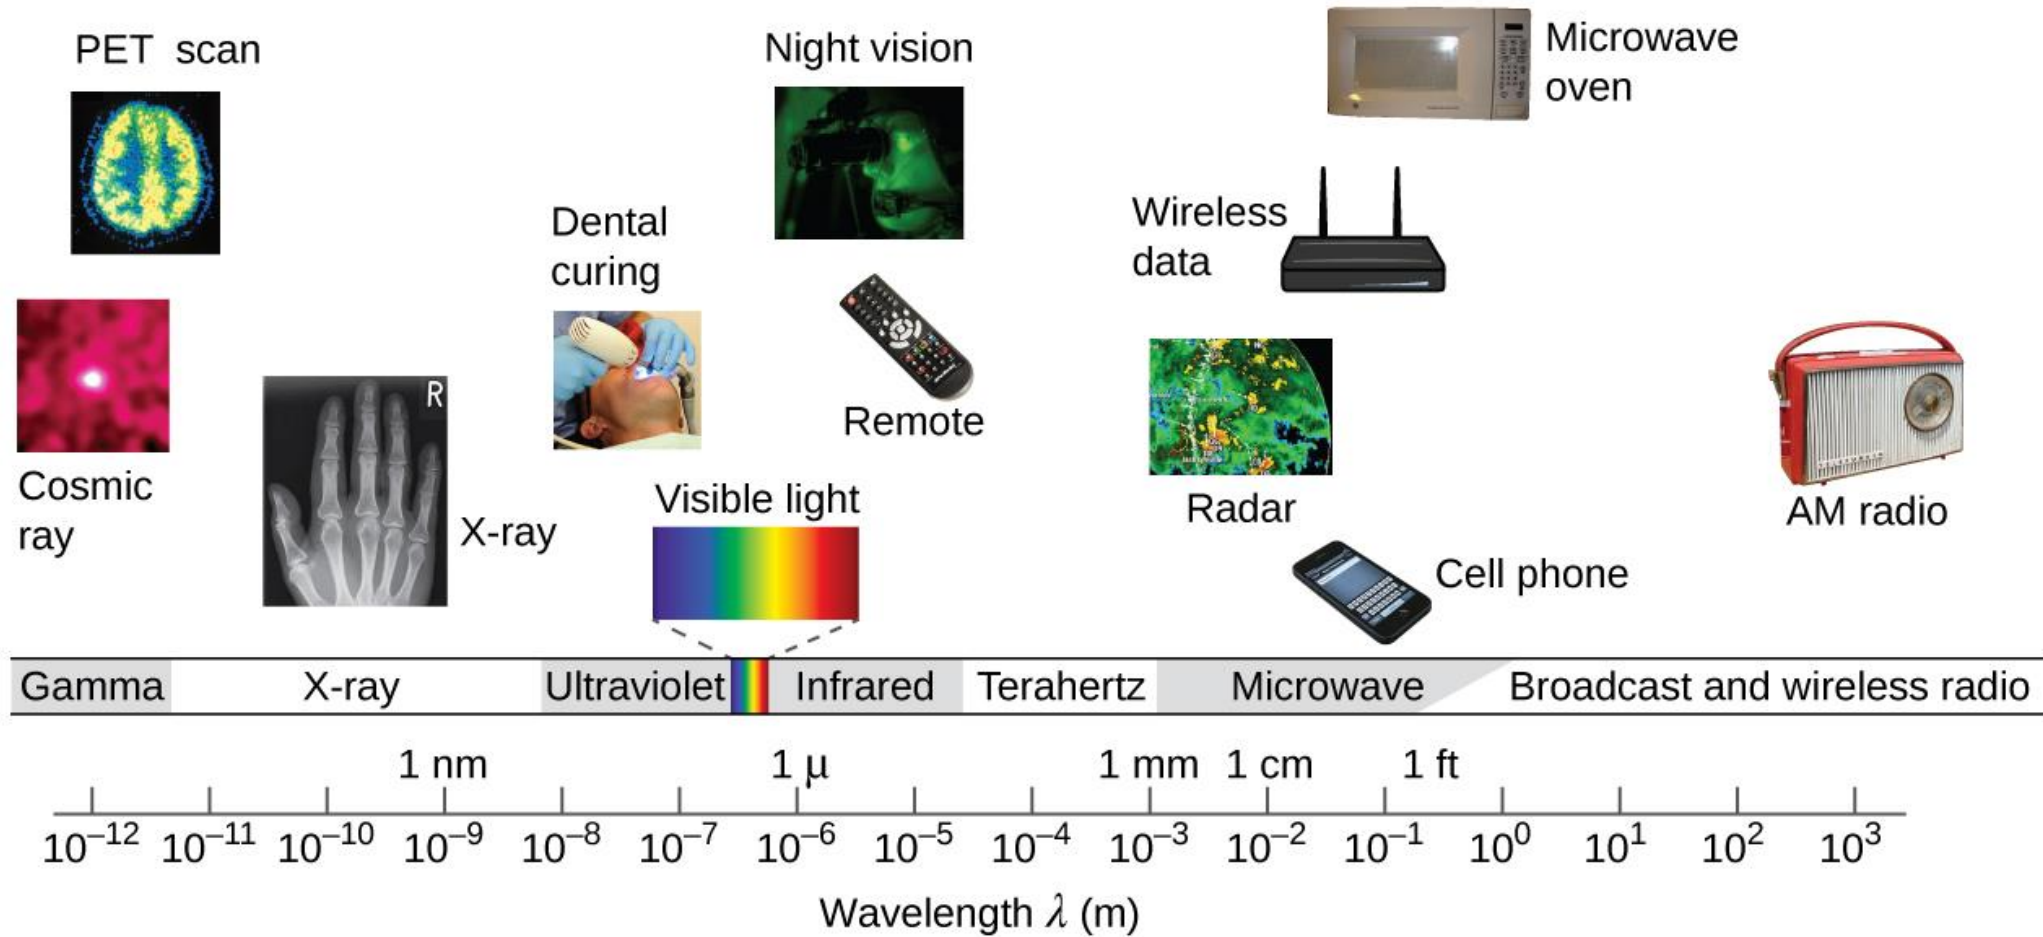 PET scan
Night vision
Microwave
oven
Dental
curing
Wireless
data
Cosmic
ray
R
X-ray
Remote
Visible light
Radar
AM radio
Cell phone
Gamma
X-ray
Ultraviolet
Infrared
Terahertz
Microwave
Broadcast and wireless radio
1 nm
1 μ
1 mm
1 cm
1 ft
10⁻¹² 10⁻¹¹ 10⁻¹⁰ 10⁻⁹ 10⁻⁸ 10⁻⁷ 10⁻⁶ 10⁻⁵ 10⁻⁴ 10⁻³ 10⁻² 10⁻¹ 10⁰ 10¹ 10² 10³
Wavelength λ (m)